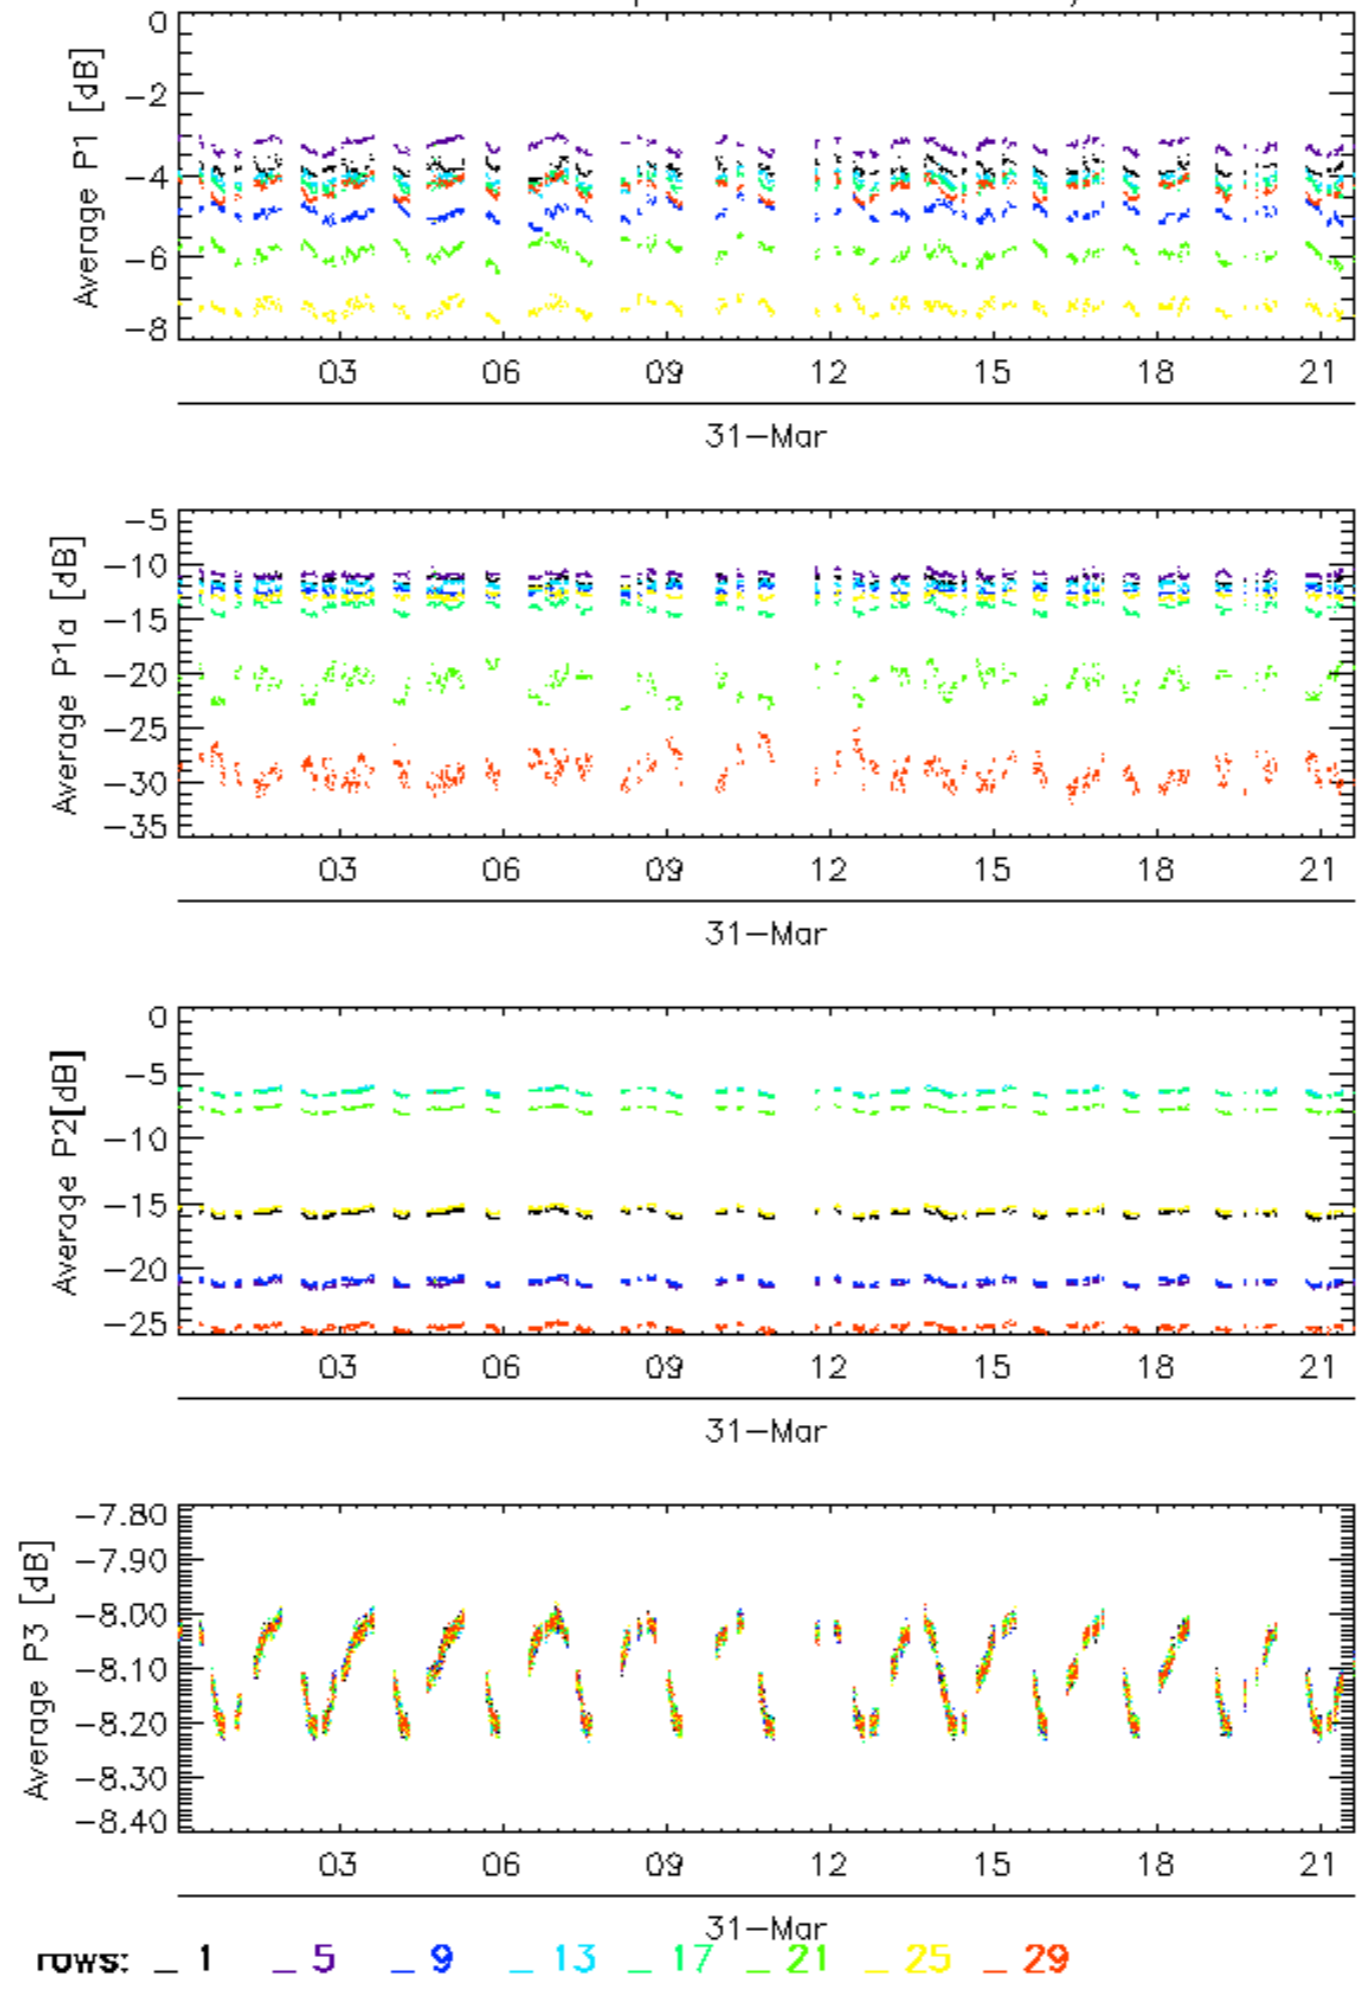 0
−2
−4
−6
−8
Average P1 [dB]
03 06 09 12 15 18 21
31−Mar
−5
−10
−15
−20
−25
−30
−35
Average P1a [dB]
03 06 09 12 15 18 21
31−Mar
0
−5
−10
−15
−20
−25
Average P2[dB]
03 06 09 12 15 18 21
31−Mar
−7.80
−7.90
−8.00
−8.10
−8.20
−8.30
−8.40
Average P3 [dB]
03 06 09 12 15 18 21
31−Mar
rows: _ 1 _ 5 _ 9 _ 13 _ 17 _ 21 _ 25 _ 29